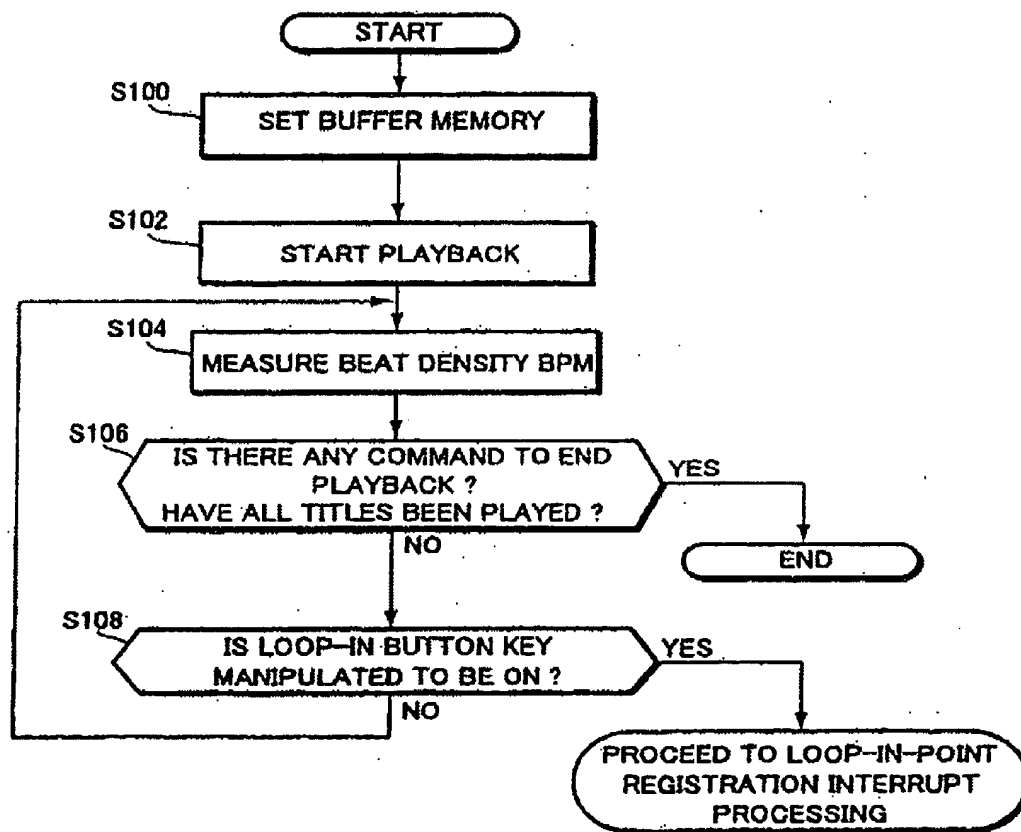 START
S100
SET BUFFER MEMORY
S102
START PLAYBACK
S104
MEASURE BEAT DENSITY BPM
S106
IS THERE ANY COMMAND TO END
PLAYBACK ?
HAVE ALL TITLES BEEN PLAYED ?
YES
NO
END
S108
IS LOOP-IN BUTTON KEY
MANIPULATED TO BE ON ?
YES
NO
PROCEED TO LOOP-IN-POINT
REGISTRATION INTERRUPT
PROCESSING